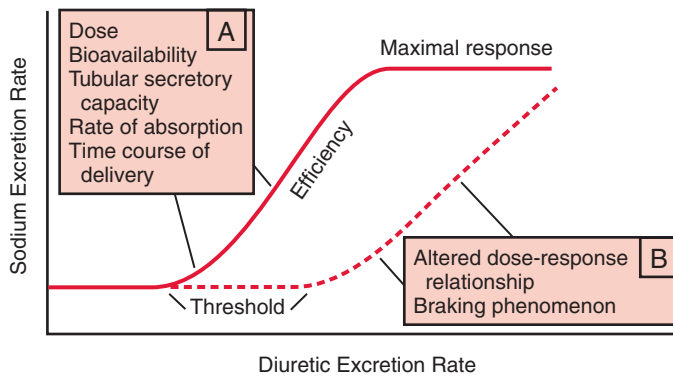 A
Dose
Bioavailability
Tubular secretory
capacity
Rate of absorption
Time course of
delivery
Maximal response
Efficiency
Sodium Excretion Rate
B
Altered dose-response
relationship
Braking phenomenon
Threshold
Diuretic Excretion Rate